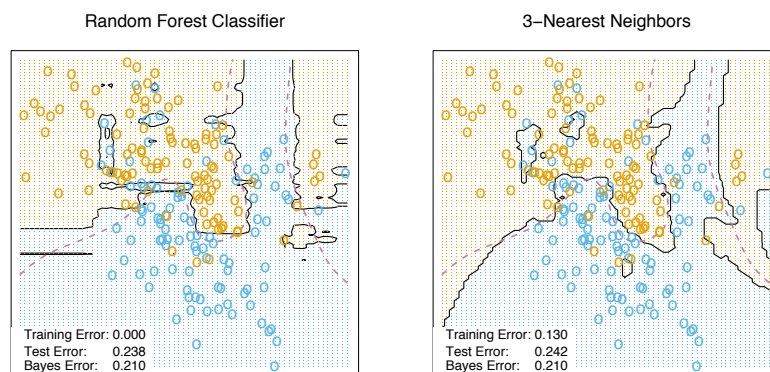 Random Forest Classifier
3−Nearest Neighbors
Training Error: 0.000
Test Error: 0.238
Bayes Error: 0.210
Training Error: 0.130
Test Error: 0.242
Bayes Error: 0.210